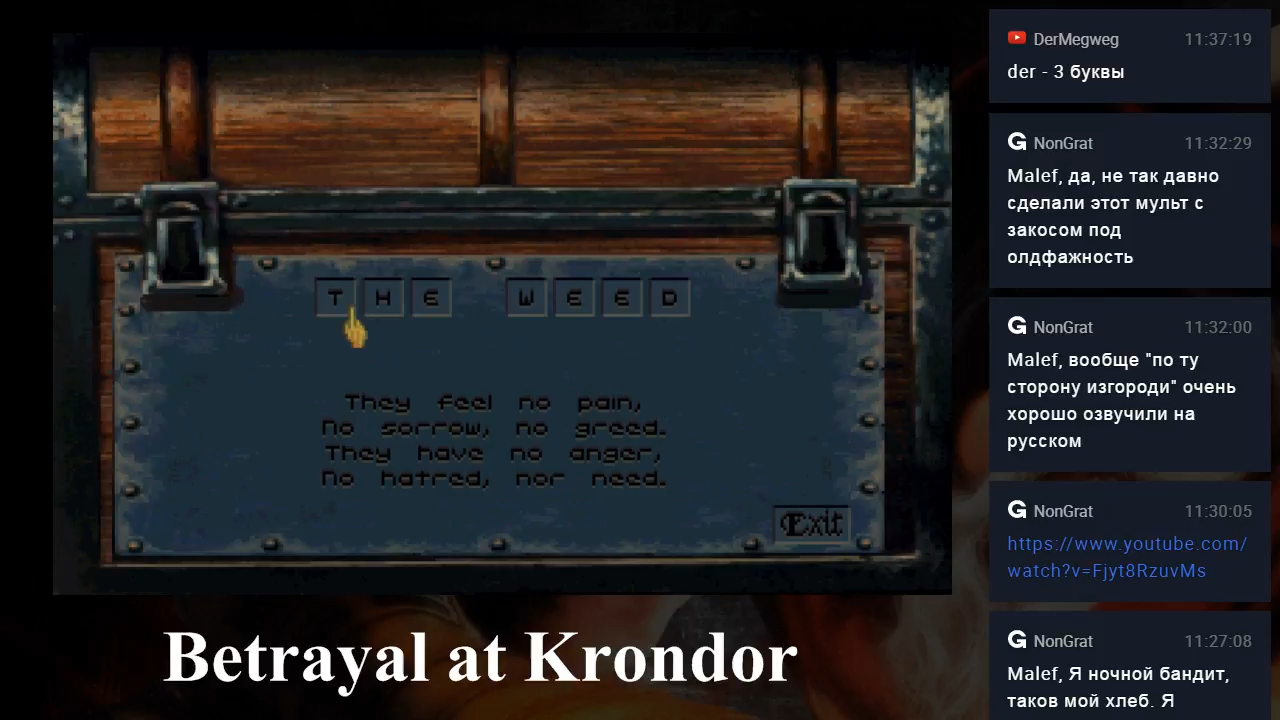 THE WEED
They feel no pain,
No sorrow, no greed.
They have no anger,
No hatred, nor need.
Exit
Betrayal at Krondor
DerMegweg 11:37:19
der - 3 буквы
G NonGrat 11:32:29
Malef, да, не так давно
сделали этот мульт с
закосом под
олдфажность
G NonGrat 11:32:00
Malef, вообще "по ту
сторону изгороди" очень
хорошо озвучили на
русском
G NonGrat 11:30:05
https://www.youtube.com/
watch?v=Fjyt8RzuvMs
G NonGrat 11:27:08
Malef, Я ночной бандит,
таков мой хлеб. Я